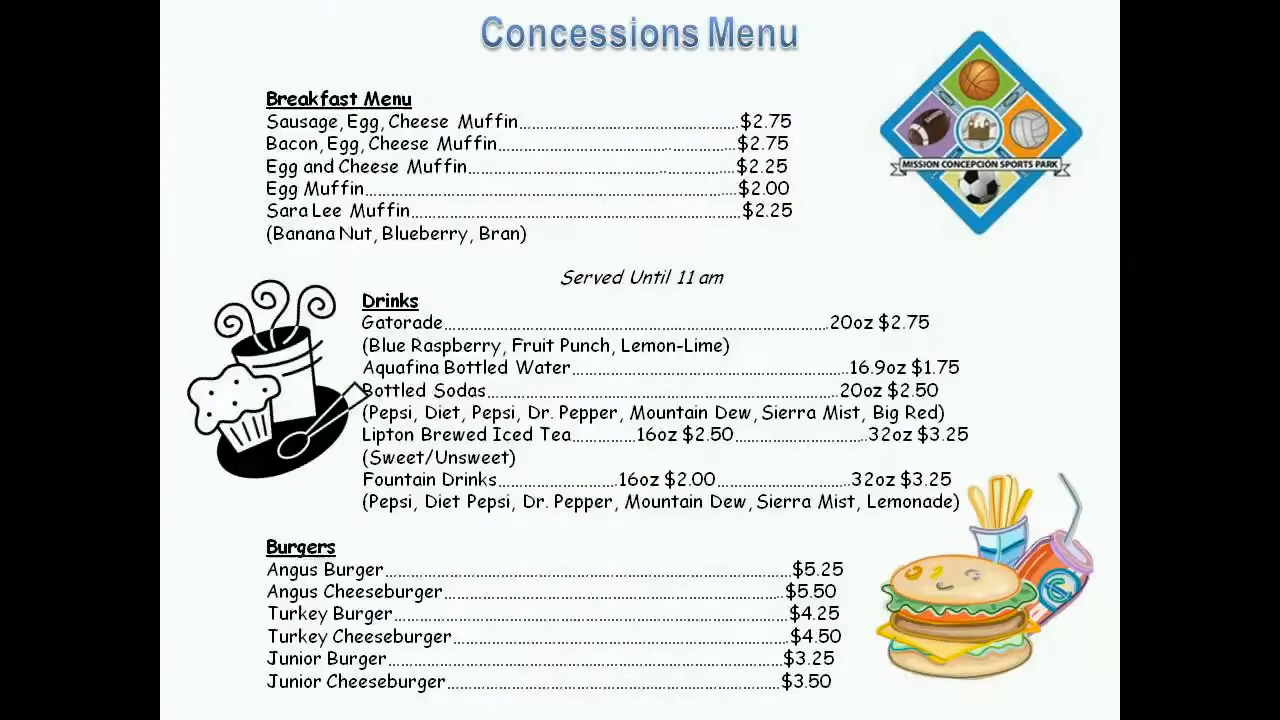 Concessions Menu
MISSION CONCEPCIÓN SPORTS PARK
Breakfast Menu
Sausage, Egg, Cheese Muffin..............................$2.75
Bacon, Egg, Cheese Muffin..............................$2.75
Egg and Cheese Muffin..............................$2.25
Egg Muffin..............................$2.00
Sara Lee Muffin..............................$2.25
(Banana Nut, Blueberry, Bran)
Served Until 11 am
Drinks
Gatorade..............................20oz $2.75
(Blue Raspberry, Fruit Punch, Lemon-Lime)
Aquafina Bottled Water..............................16.9oz $1.75
Bottled Sodas..............................20oz $2.50
(Pepsi, Diet, Pepsi, Dr. Pepper, Mountain Dew, Sierra Mist, Big Red)
Lipton Brewed Iced Tea............16oz $2.50..............................32oz $3.25
(Sweet/Unsweet)
Fountain Drinks..............................16oz $2.00..............................32oz $3.25
(Pepsi, Diet Pepsi, Dr. Pepper, Mountain Dew, Sierra Mist, Lemonade)
Burgers
Angus Burger..............................$5.25
Angus Cheeseburger..............................$5.50
Turkey Burger..............................$4.25
Turkey Cheeseburger..............................$4.50
Junior Burger..............................$3.25
Junior Cheeseburger..............................$3.50